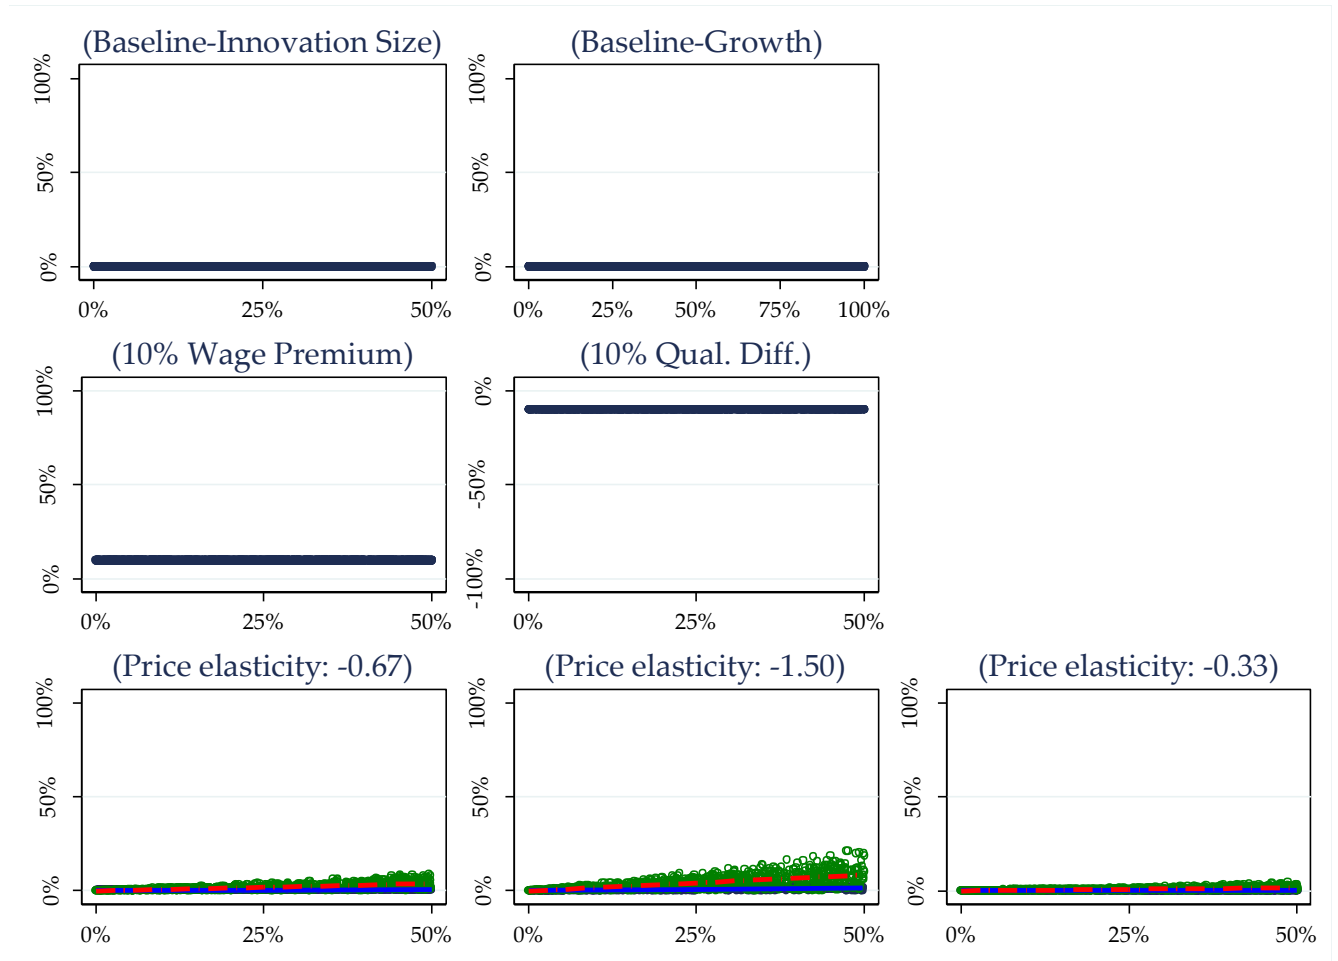 (Baseline-Innovation Size)
100%
50%
0%
0% 25% 50%
(Baseline-Growth)
100%
50%
0%
0% 25% 50% 75% 100%
(10% Wage Premium)
100%
50%
0%
0% 25% 50%
(10% Qual. Diff.)
0%
-50%
-100%
0% 25% 50%
(Price elasticity: -0.67)
100%
50%
0%
0% 25% 50%
(Price elasticity: -1.50)
100%
50%
0%
0% 25% 50%
(Price elasticity: -0.33)
100%
50%
0%
0% 25% 50%